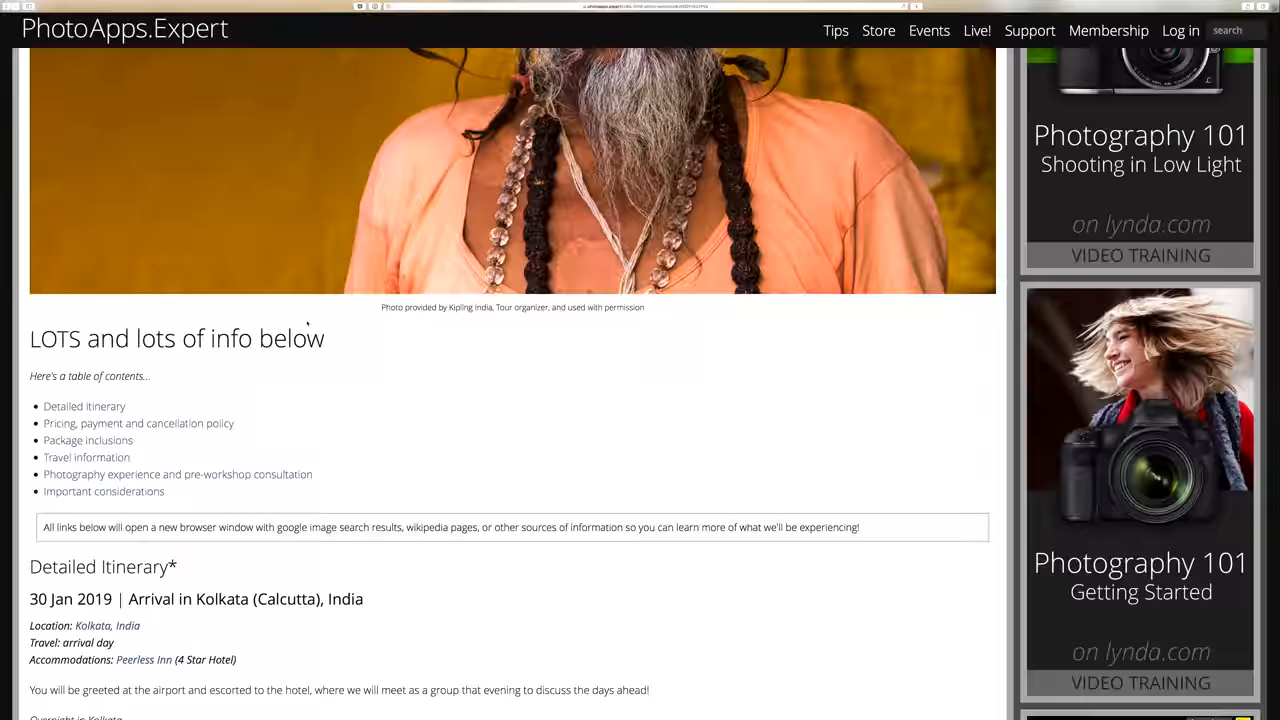 PhotoApps.Expert
Tips Store Events Live! Support Membership Log in search
Photography 101
Shooting in Low Light
on lynda.com
VIDEO TRAINING
Photo provided by Kipling India, Tour organizer, and used with permission
LOTS and lots of info below
Here's a table of contents...
Detailed itinerary
Pricing, payment and cancellation policy
Package inclusions
Travel information
Photography experience and pre-workshop consultation
Important considerations
All links below will open a new browser window with google image search results, wikipedia pages, or other sources of information so you can learn more of what we'll be experiencing!
Detailed Itinerary*
30 Jan 2019 | Arrival in Kolkata (Calcutta), India
Location: Kolkata, India
Travel: arrival day
Accommodations: Peerless Inn (4 Star Hotel)
You will be greeted at the airport and escorted to the hotel, where we will meet as a group that evening to discuss the days ahead!
Overnight in Kolkata
Photography 101
Getting Started
on lynda.com
VIDEO TRAINING